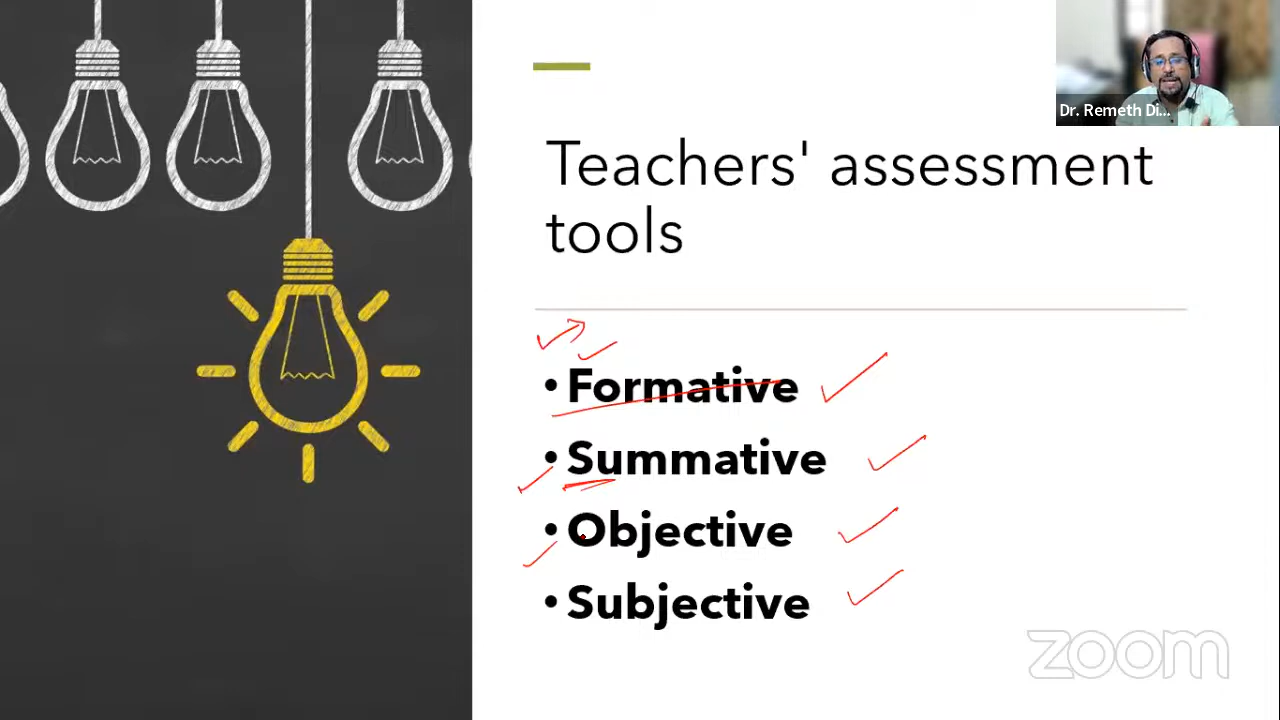 Dr. Remeth Di...
Teachers' assessment
tools
• Formative
• Summative
• Objective
• Subjective
zoom